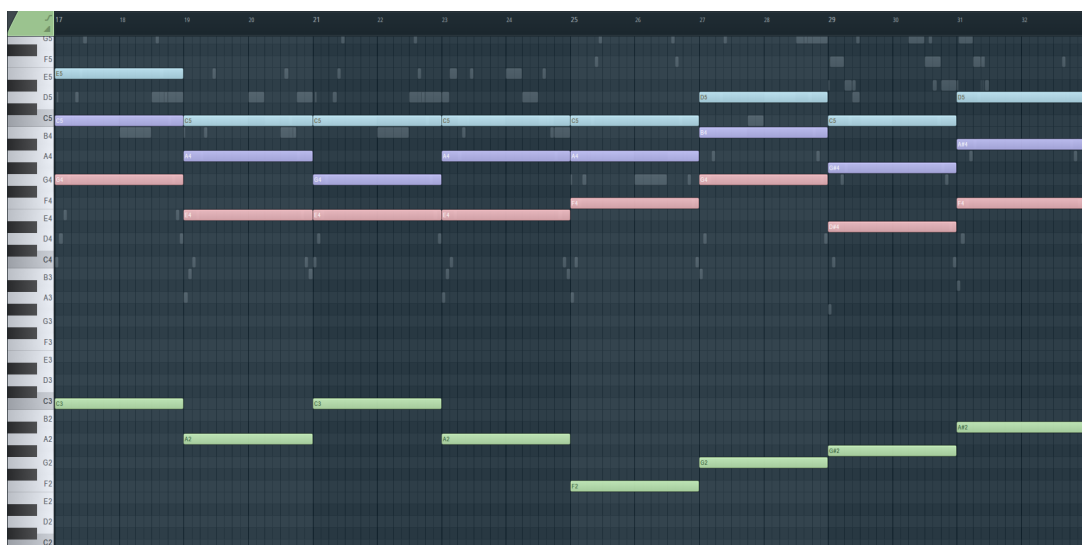 17 18 19 20 21 22 23 24 25 26 27 28 29 30 31 32
G5
F5
E5 E5
D5 D5 D5
C5 C5 C5 C5 C5 C5 C5
B4 B4
A#4
A4 A4 A4 A4
G#4
G4 G4 G4 G4
F4 F4 F4
E4 E4 E4 E4
D#4
D4
C4
B3
A3
G3
F3
E3
D3
C3 C3 C3
B2
A#2
A2 A2 A2
G#2
G2 G2
F2 F2
E2
D2
C2